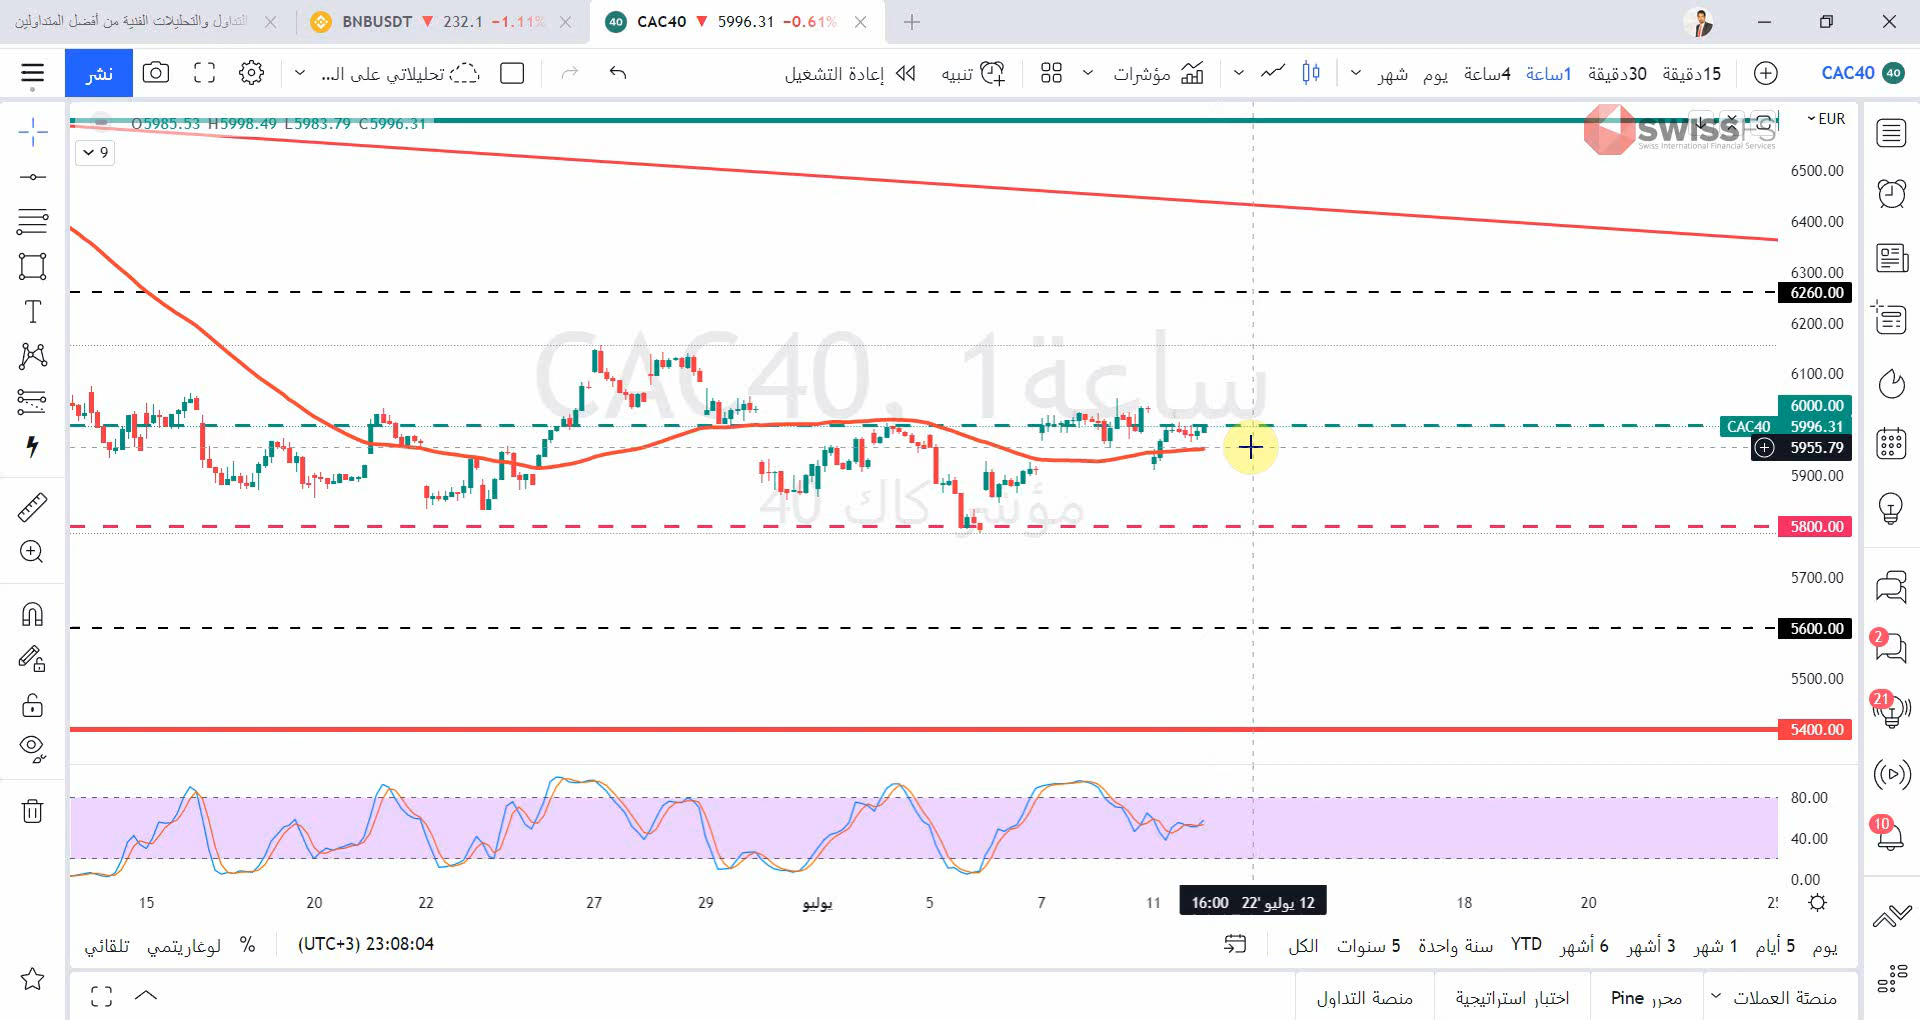 التداول والتحليلات الفنية من أفضل المتداولين
BNBUSDT ▼ 232.1 −1.11%
40 CAC40 ▼ 5996.31 −0.61%
نشر
تحليلاتي على الـ...
إعادة التشغيل
تنبيه
مؤشرات
شهر
يوم
4ساعة
1ساعة
30دقيقة
15دقيقة
CAC40 40
O5985.53 H5998.49 L5983.79 C5996.31
9
SWISSFS
Swiss International Financial Services
EUR
6500.00
6400.00
6300.00
6260.00
6200.00
6100.00
6000.00
CAC40 5996.31
5955.79
5900.00
5800.00
5700.00
5600.00
5500.00
5400.00
CAC40, 1ساعة
مؤشر كاك 40
80.00
40.00
0.00
15
20
22
27
29
يوليو
5
7
11
12 يوليو '22 16:00
18
20
2
10
21
تلقائي
لوغاريتمي
%
23:08:04 (UTC+3)
الكل
5 سنوات
سنة واحدة
YTD
6 أشهر
3 أشهر
1 شهر
5 أيام
يوم
منصة التداول
اختبار استراتيجية
محرر Pine
منصّة العملات